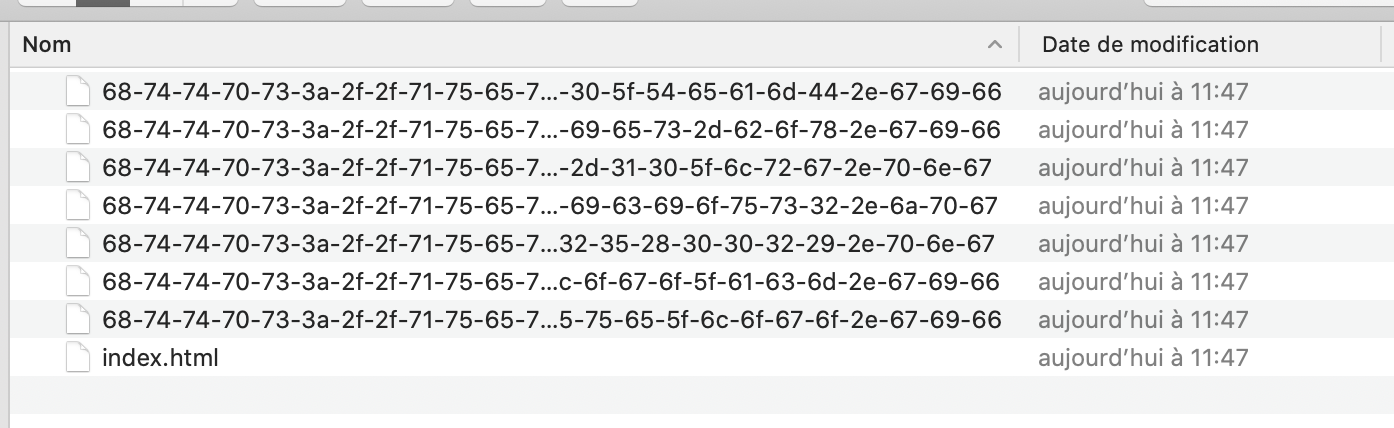 Nom
Date de modification
68-74-74-70-73-3a-2f-2f-71-75-65-7...-30-5f-54-65-61-6d-44-2e-67-69-66 aujourd’hui à 11:47
68-74-74-70-73-3a-2f-2f-71-75-65-7...-69-65-73-2d-62-6f-78-2e-67-69-66 aujourd’hui à 11:47
68-74-74-70-73-3a-2f-2f-71-75-65-7...-2d-31-30-5f-6c-72-67-2e-70-6e-67 aujourd’hui à 11:47
68-74-74-70-73-3a-2f-2f-71-75-65-7...-69-63-69-6f-75-73-32-2e-6a-70-67 aujourd’hui à 11:47
68-74-74-70-73-3a-2f-2f-71-75-65-7...32-35-28-30-30-32-29-2e-70-6e-67 aujourd’hui à 11:47
68-74-74-70-73-3a-2f-2f-71-75-65-7...c-6f-67-6f-5f-61-63-6d-2e-67-69-66 aujourd’hui à 11:47
68-74-74-70-73-3a-2f-2f-71-75-65-7...5-75-65-5f-6c-6f-67-6f-2e-67-69-66 aujourd’hui à 11:47
index.html aujourd’hui à 11:47